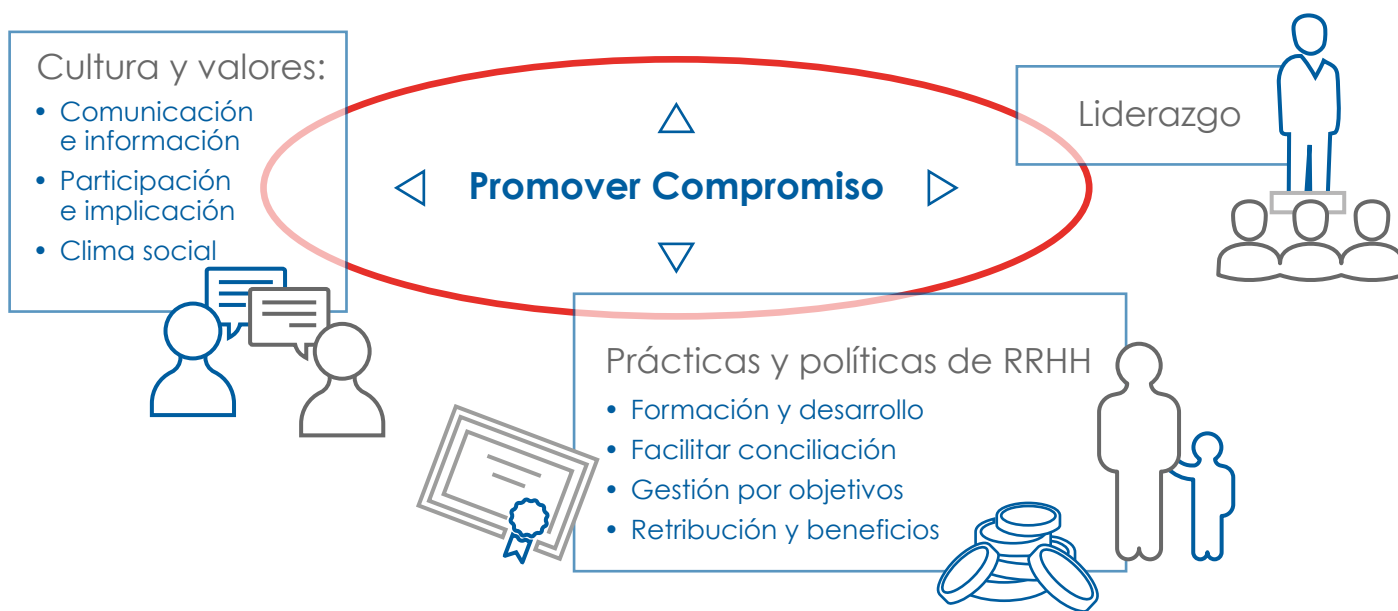 Cultura y valores:
• Comunicación
e información
• Participación
e implicación
• Clima social
Promover Compromiso
Liderazgo
Prácticas y políticas de RRHH
• Formación y desarrollo
• Facilitar conciliación
• Gestión por objetivos
• Retribución y beneficios